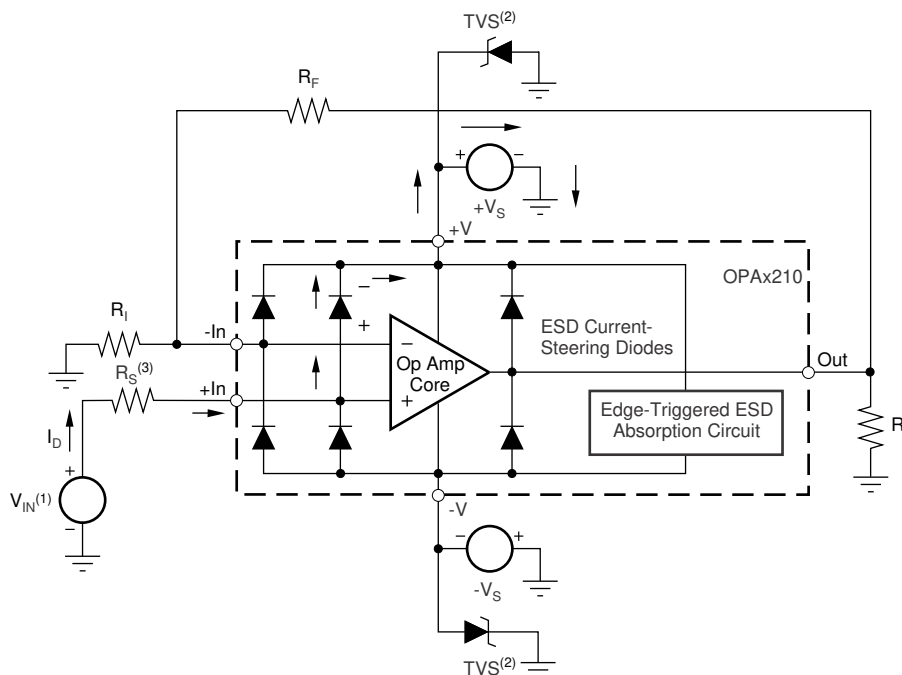 TVS(2)
RF
+ −
+VS
+V
OPAx210
−
+
RI
-In
ESD Current-
Steering Diodes
−
Op Amp
Core
+
Out
RS(3)
+In
Edge-Triggered ESD
Absorption Circuit
R
ID
+
VIN(1)
−
-V
− +
-VS
TVS(2)